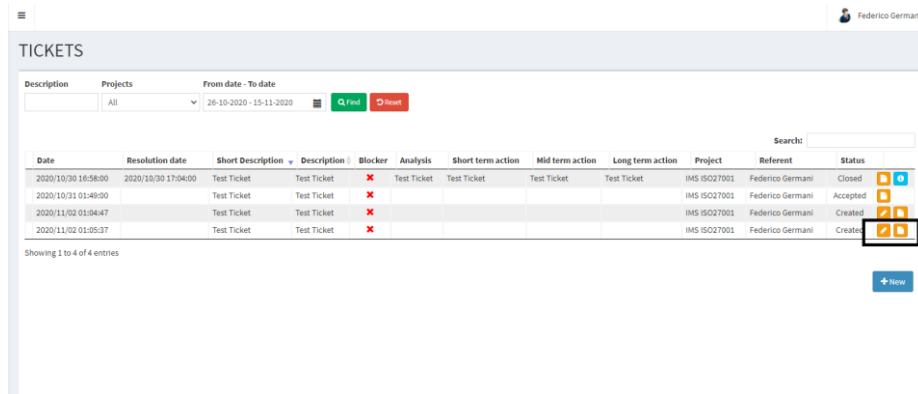 Federico German
TICKETS
Description Projects From date - To date
All 26-10-2020 - 15-11-2020 Find Reset
Search:
Date Resolution date Short Description Description Blocker Analysis Short term action Mid term action Long term action Project Referent Status
2020/10/30 16:58:00 2020/10/30 17:04:00 Test Ticket Test Ticket Test Ticket Test Ticket Test Ticket Test Ticket IMS ISO27001 Federico Germani Closed
2020/10/31 01:49:00 Test Ticket Test Ticket IMS ISO27001 Federico Germani Accepted
2020/11/02 01:04:47 Test Ticket Test Ticket IMS ISO27001 Federico Germani Created
2020/11/02 01:05:37 Test Ticket Test Ticket IMS ISO27001 Federico Germani Created
Showing 1 to 4 of 4 entries
+ New